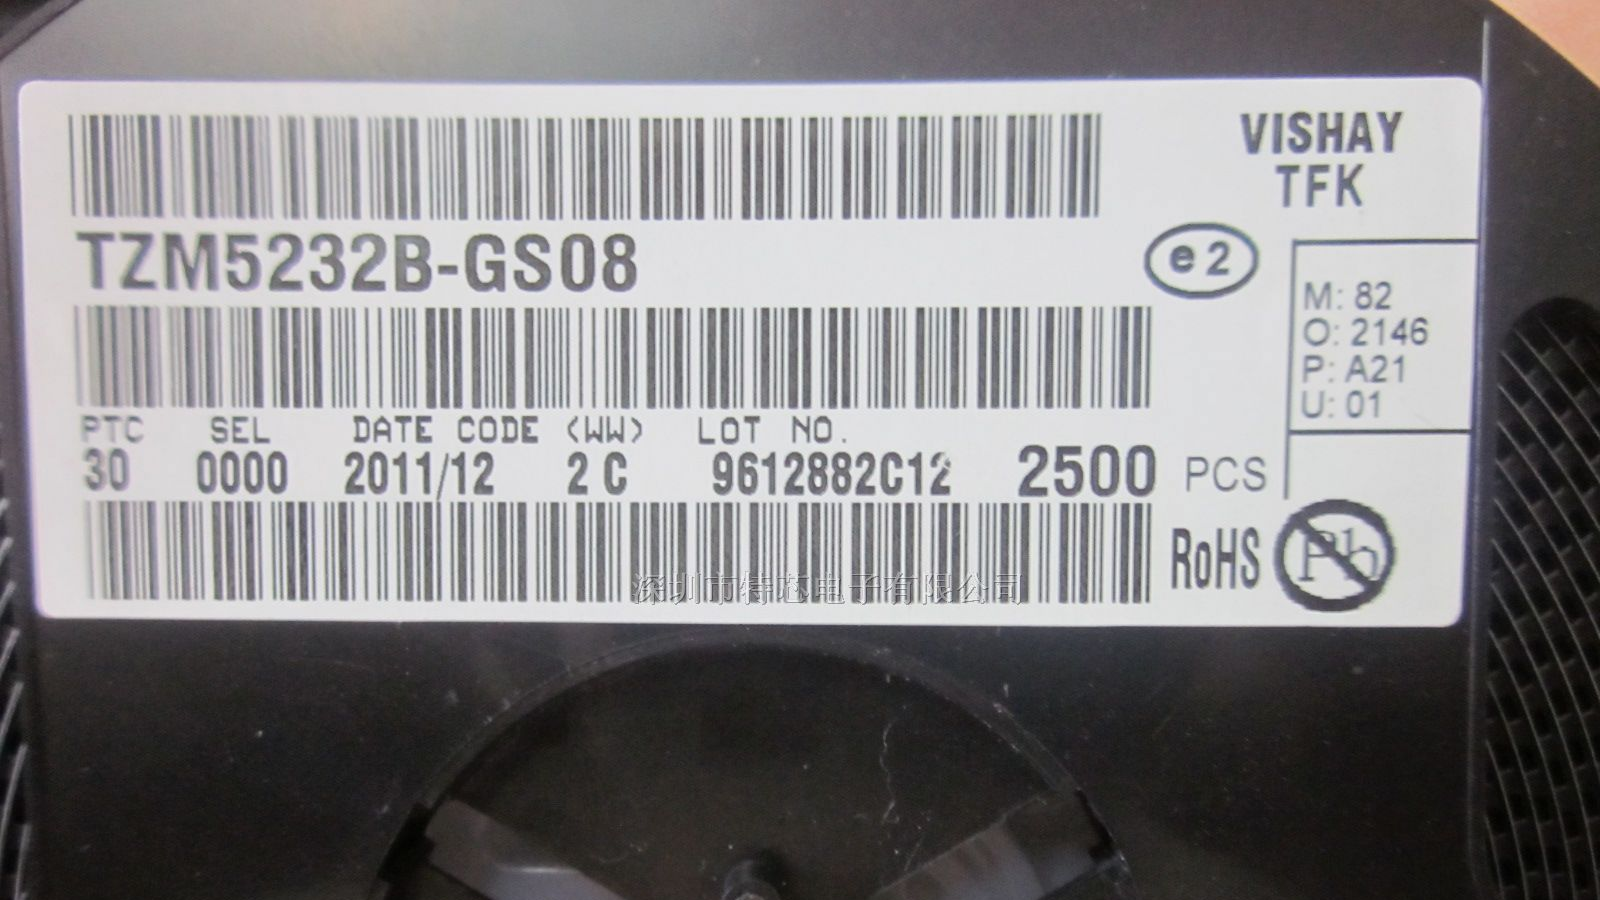 VISHAY
TFK
TZM5232B-GS08
e2
M: 82
O: 2146
P: A21
U: 01
PTC SEL DATE CODE (WW) LOT NO.
30 0000 2011/12 2C 9612882C12 2500 PCS
RoHS Pb
深圳市特芯电子有限公司